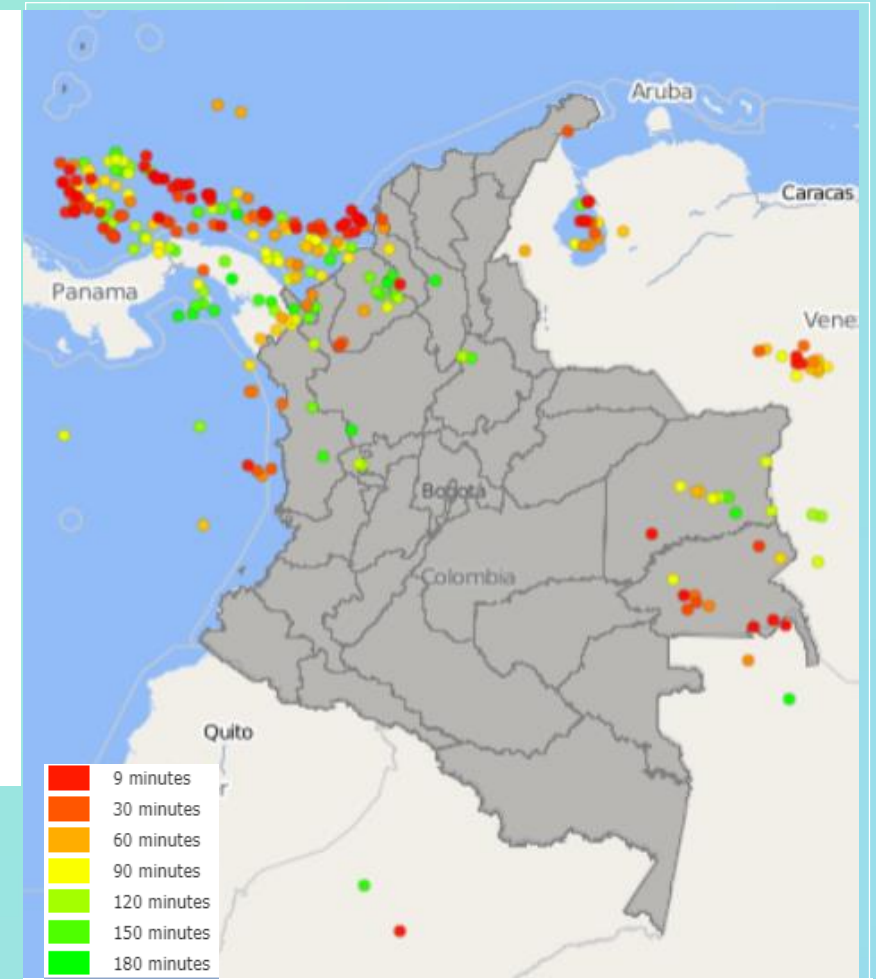 Aruba
Caracas
Panama
Vene
Bogotá
Colombia
Quito
r
9 minutes
30 minutes
60 minutes
90 minutes
120 minutes
150 minutes
180 minutes